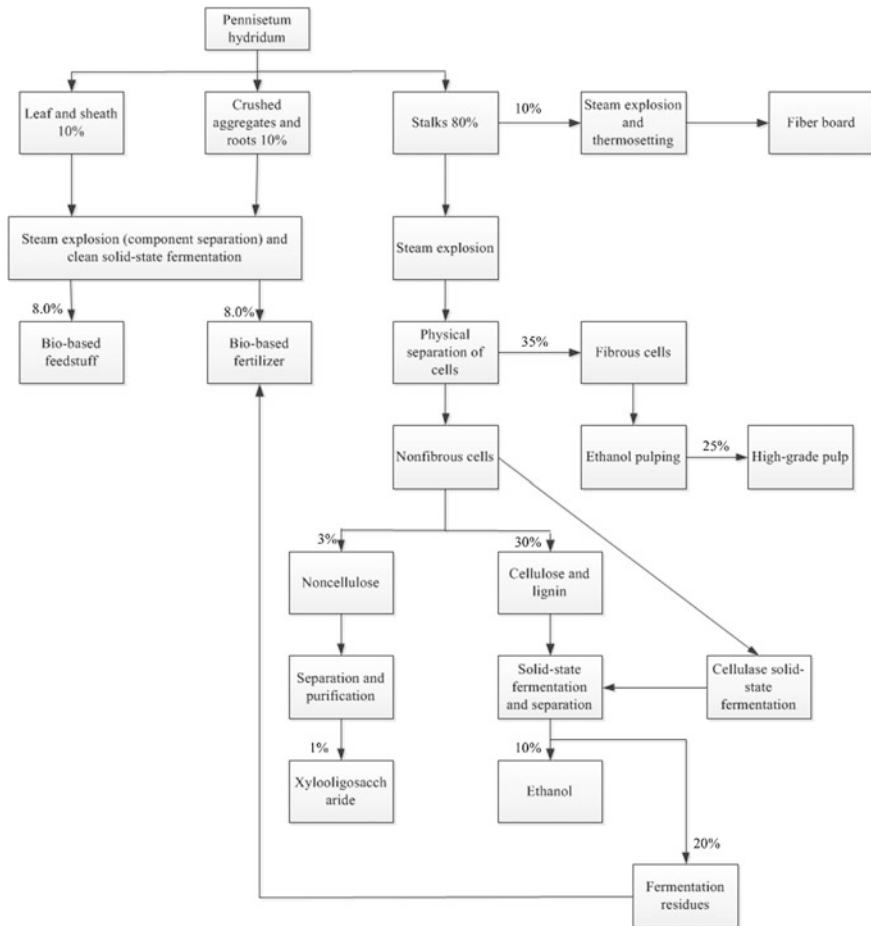 Pennisetum
hydridum
Leaf and sheath
10%
Crushed
aggregates and
roots 10%
Stalks 80%
10%
Steam explosion
and
thermosetting
Fiber board
Steam explosion (component separation) and
clean solid-state fermentation
Steam explosion
8.0%
8.0%
Bio-based
feedstuff
Bio-based
fertilizer
Physical
separation of
cells
35%
Fibrous cells
Nonfibrous cells
Ethanol pulping
25%
High-grade pulp
3%
30%
Noncellulose
Cellulose and
lignin
Separation and
purification
Solid-state
fermentation
and separation
Cellulase solid-
state
fermentation
1%
10%
Xylooligosacch
aride
Ethanol
20%
Fermentation
residues